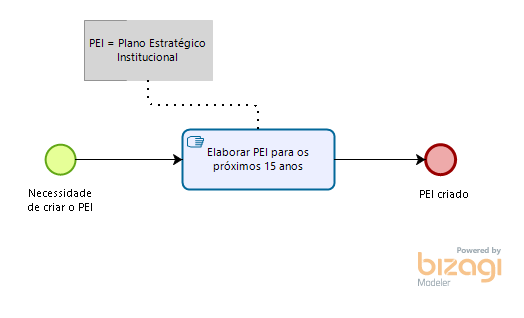 PEI = Plano Estratégico
Institucional
Elaborar PEI para os
próximos 15 anos
Necessidade
de criar o PEI
PEI criado
Powered by
bizagi
Modeler